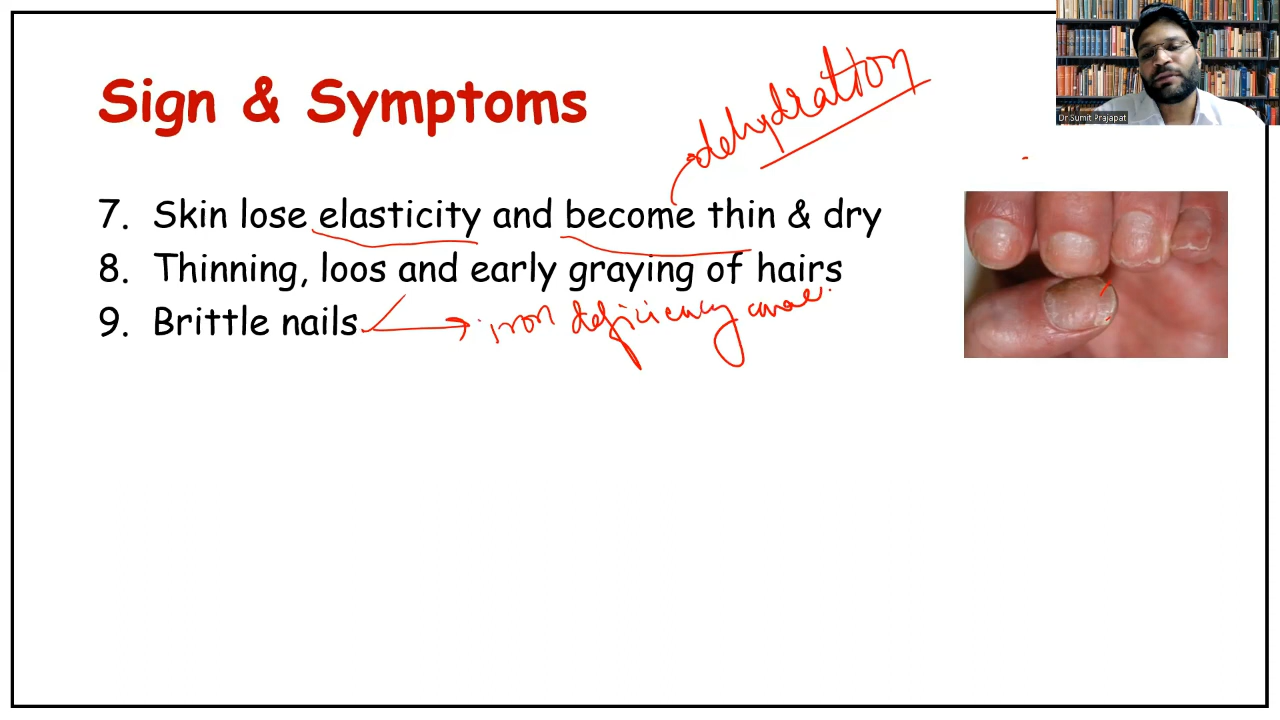 Sign & Symptoms
dehydration
Dr Sumit Prajapat
7. Skin lose elasticity and become thin & dry
8. Thinning, loos and early graying of hairs
9. Brittle nails
iron deficiency